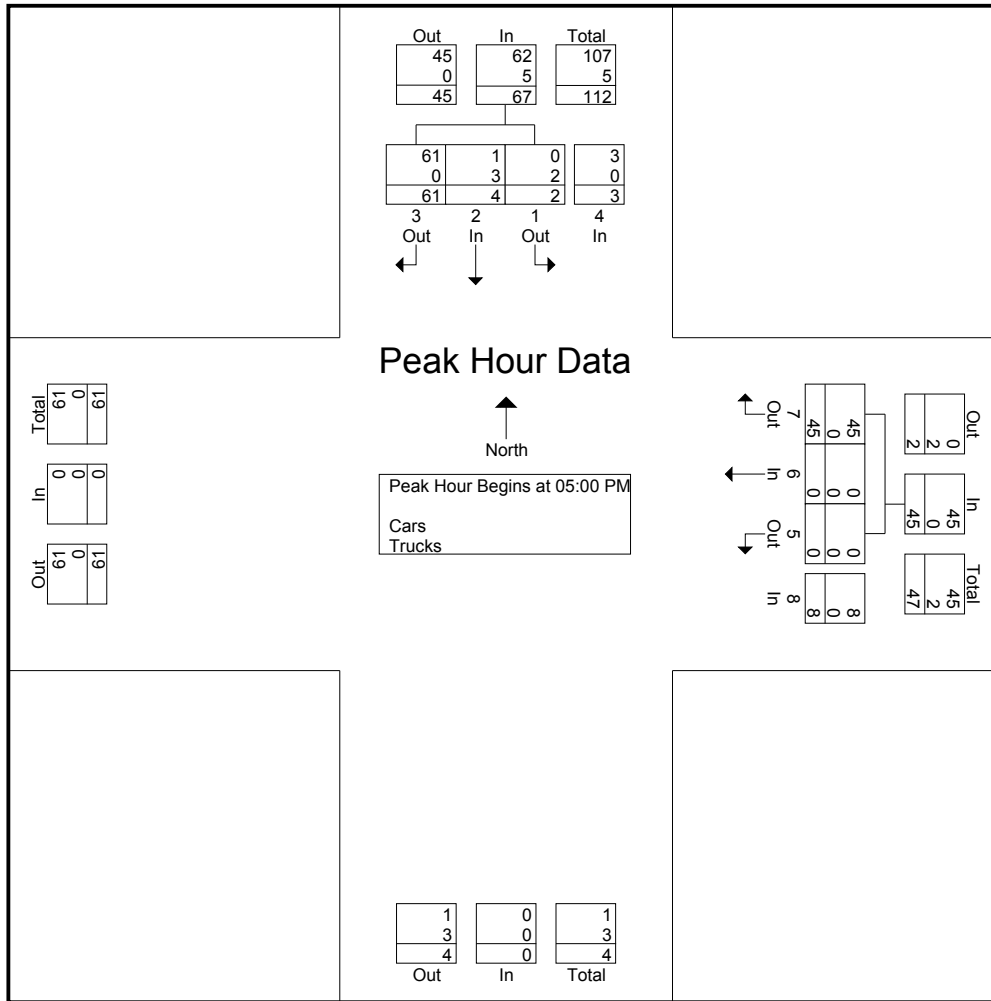 Out In Total
45 62 107
0 5 5
45 67 112
61 1 0 3
0 3 2 0
61 4 2 3
3 2 1 4
Out In Out In
Peak Hour Data
North
Peak Hour Begins at 05:00 PM
Cars
Trucks
Total
61
0
61
In
0
0
0
Out
61
0
61
Out
0
2
2
In
45
0
45
Total
45
2
47
45
0
45
7
Out
0
0
0
6
In
0
0
0
5
Out
8
0
8
8
In
1 0 1
3 0 3
4 0 4
Out In Total